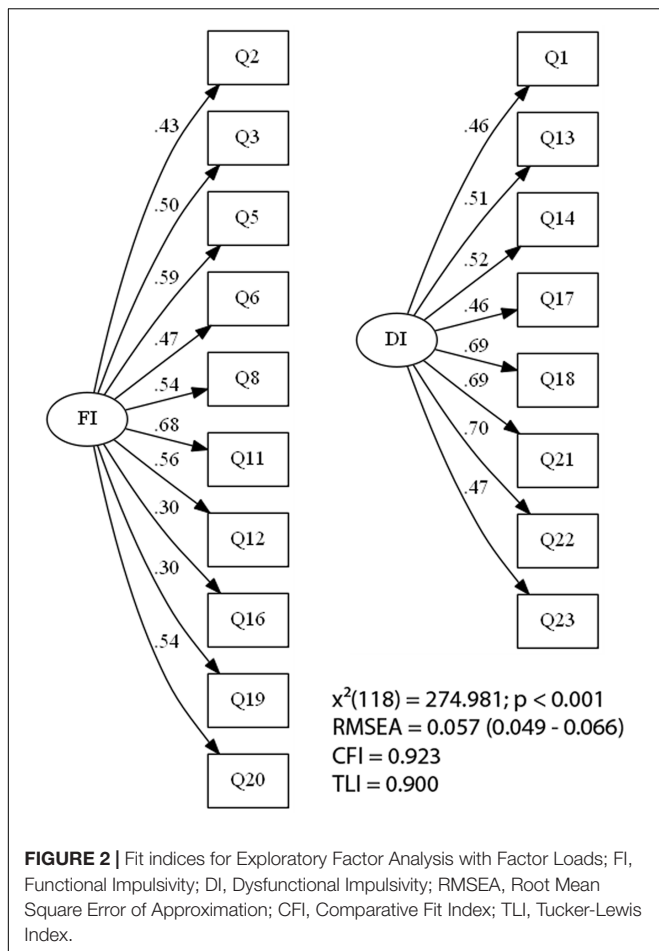 Q2
.43
Q3
.50
Q5
.59
Q6
.47
Q8
.54
FI
.68
Q11
.56
Q12
.30
Q16
.30
Q19
.54
Q20
Q1
.46
Q13
.51
Q14
.52
Q17
.46
DI
.69
Q18
.69
Q21
.70
Q22
.47
Q23
x²(118) = 274.981; p < 0.001
RMSEA = 0.057 (0.049 - 0.066)
CFI = 0.923
TLI = 0.900
FIGURE 2 | Fit indices for Exploratory Factor Analysis with Factor Loads; FI,
Functional Impulsivity; DI, Dysfunctional Impulsivity; RMSEA, Root Mean
Square Error of Approximation; CFI, Comparative Fit Index; TLI, Tucker-Lewis
Index.